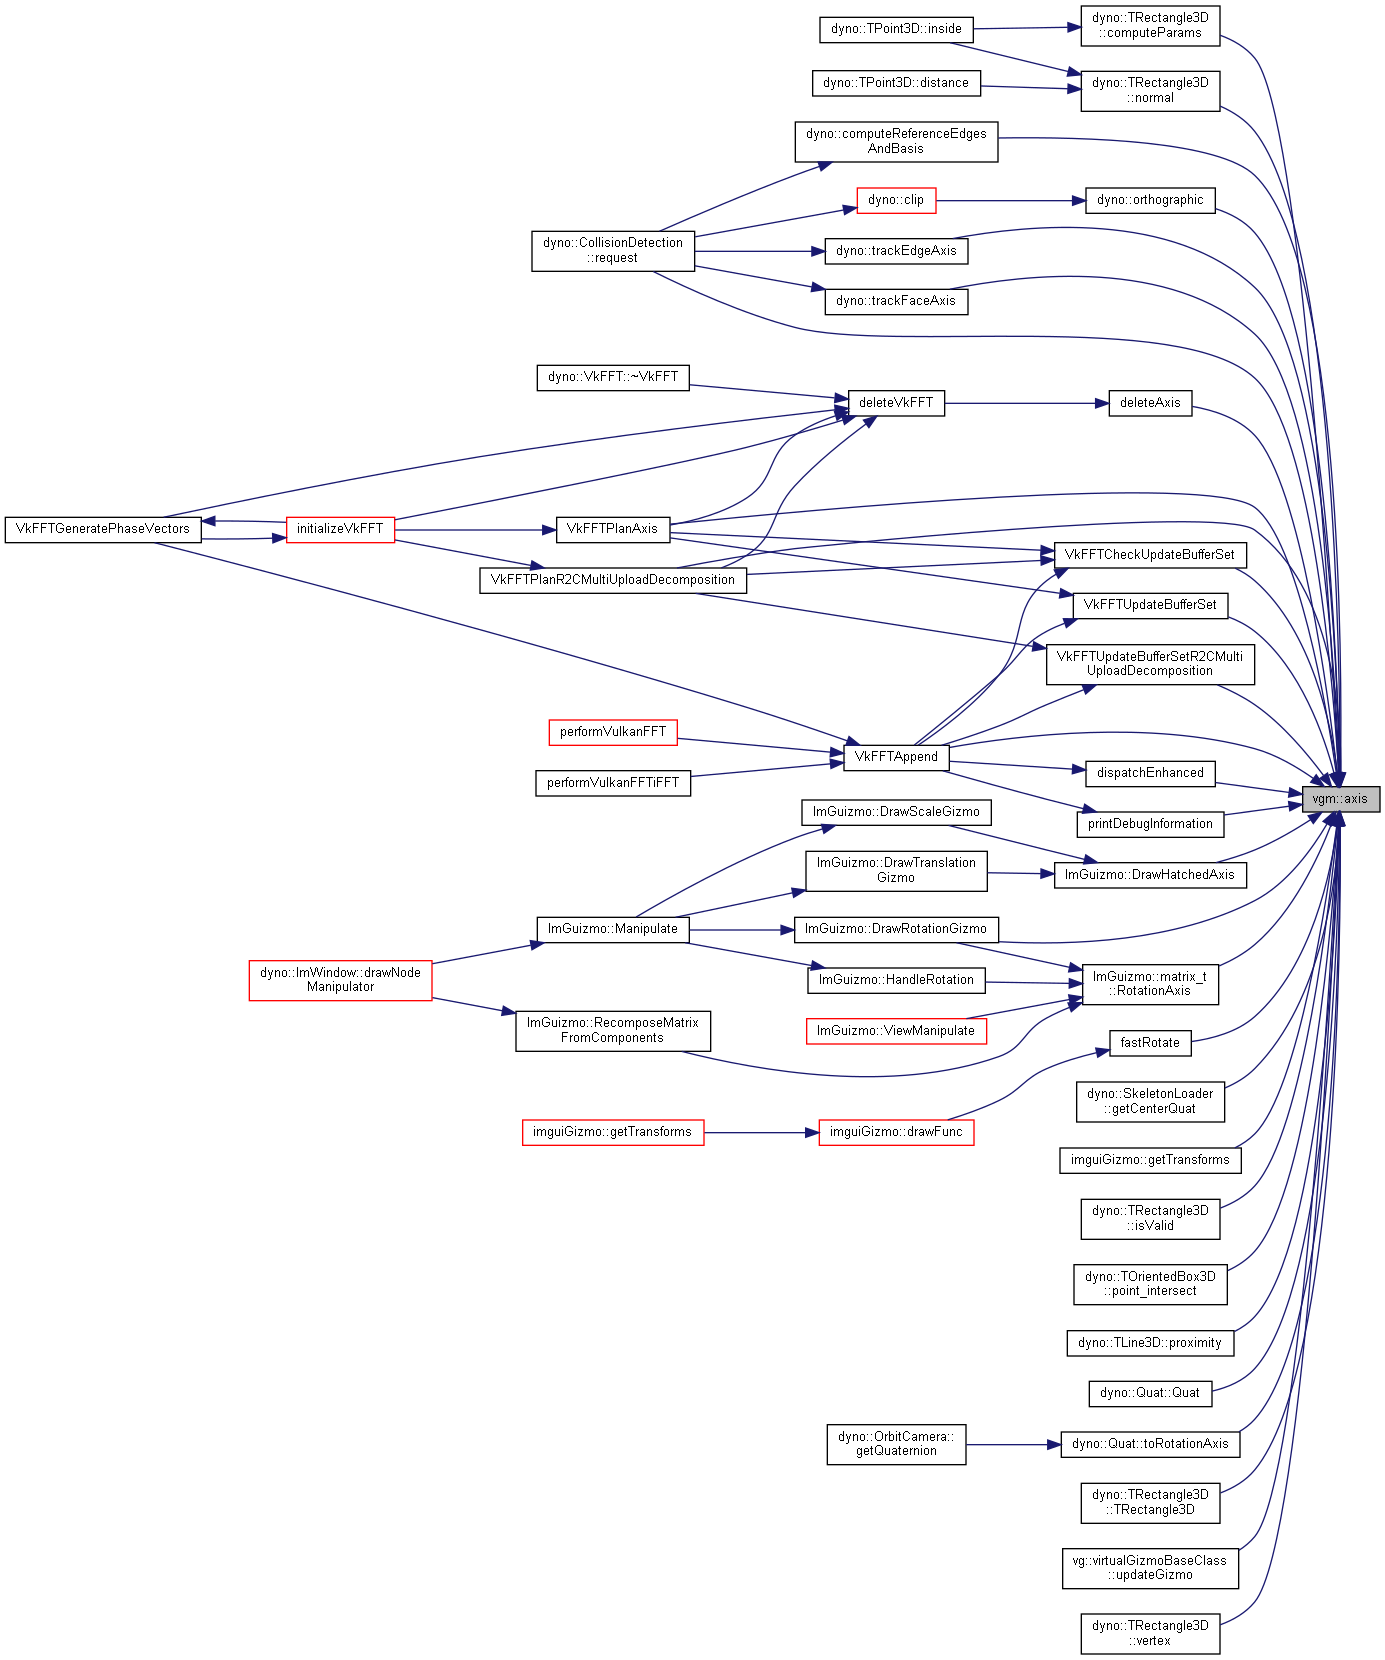 dyno::TRectangle3D
::computeParams
dyno::TPoint3D::inside
dyno::TPoint3D::distance
dyno::TRectangle3D
::normal
dyno::computeReferenceEdges
AndBasis
dyno::clip
dyno::orthographic
dyno::CollisionDetection
::request
dyno::trackEdgeAxis
dyno::trackFaceAxis
dyno::VkFFT::~VkFFT
deleteVkFFT
deleteAxis
VkFFTGeneratePhaseVectors
initializeVkFFT
VkFFTPlanAxis
VkFFTCheckUpdateBufferSet
VkFFTPlanR2CMultiUploadDecomposition
VkFFTUpdateBufferSet
VkFFTUpdateBufferSetR2CMulti
UploadDecomposition
performVulkanFFT
VkFFTAppend
dispatchEnhanced
performVulkanFFTiFFT
vgm::axis
ImGuizmo::DrawScaleGizmo
printDebugInformation
ImGuizmo::DrawTranslation
Gizmo
ImGuizmo::DrawHatchedAxis
ImGuizmo::Manipulate
ImGuizmo::DrawRotationGizmo
dyno::ImWindow::drawNode
Manipulator
ImGuizmo::HandleRotation
ImGuizmo::matrix_t
::RotationAxis
ImGuizmo::RecomposeMatrix
FromComponents
ImGuizmo::ViewManipulate
fastRotate
dyno::SkeletonLoader
::getCenterQuat
imguiGizmo::getTransforms
imguiGizmo::drawFunc
imguiGizmo::getTransforms
dyno::TRectangle3D
::isValid
dyno::TOrientedBox3D
::point_intersect
dyno::TLine3D::proximity
dyno::Quat::Quat
dyno::OrbitCamera::
getQuaternion
dyno::Quat::toRotationAxis
dyno::TRectangle3D
::TRectangle3D
vg::virtualGizmoBaseClass
::updateGizmo
dyno::TRectangle3D
::vertex